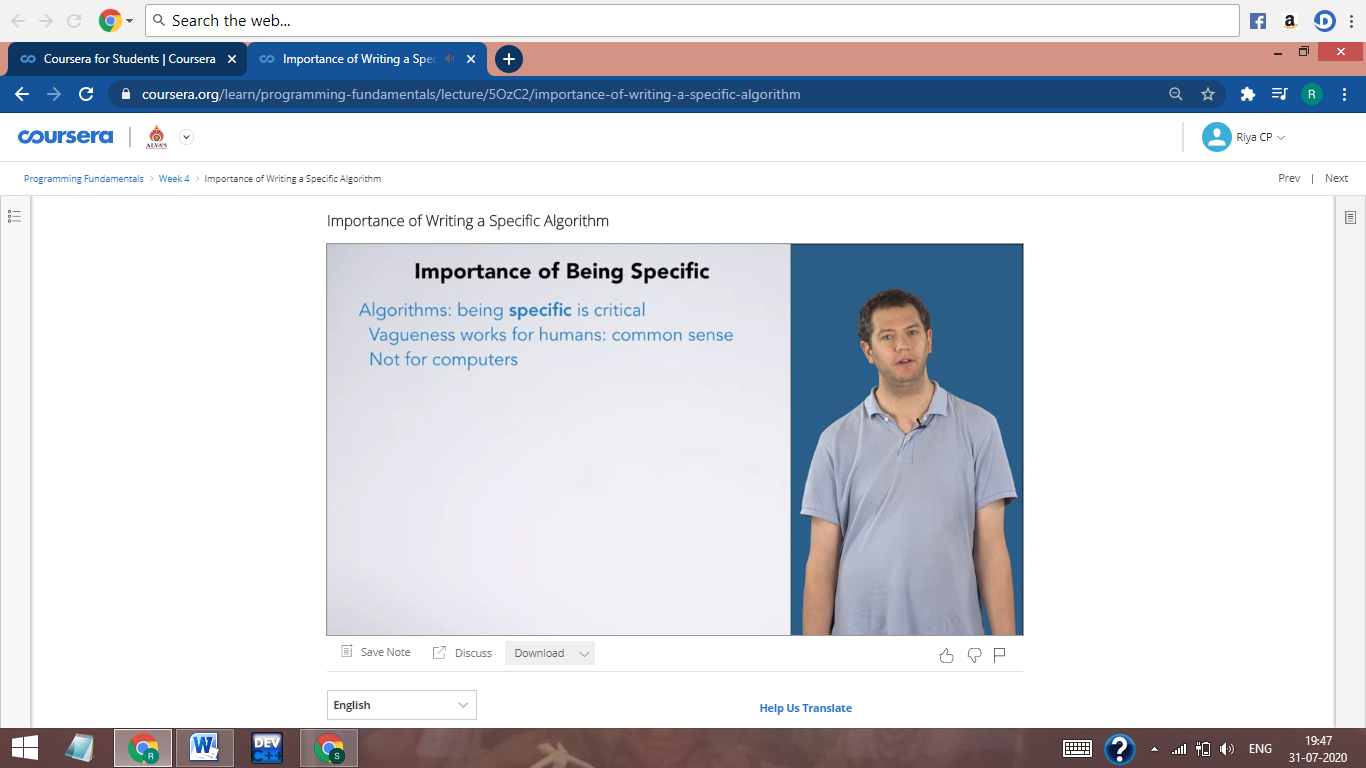 Search the web...
Coursera for Students | Coursera
Importance of Writing a Spec
coursera.org/learn/programming-fundamentals/lecture/5OzC2/importance-of-writing-a-specific-algorithm
R
coursera
ALVA'S
Riya CP
Programming Fundamentals > Week 4 > Importance of Writing a Specific Algorithm
Prev | Next
Importance of Writing a Specific Algorithm
Importance of Being Specific
Algorithms: being specific is critical
Vagueness works for humans: common sense
Not for computers
Save Note
Discuss
Download
English
Help Us Translate
R
W
DEV
C++
S
ENG
19:47
31-07-2020